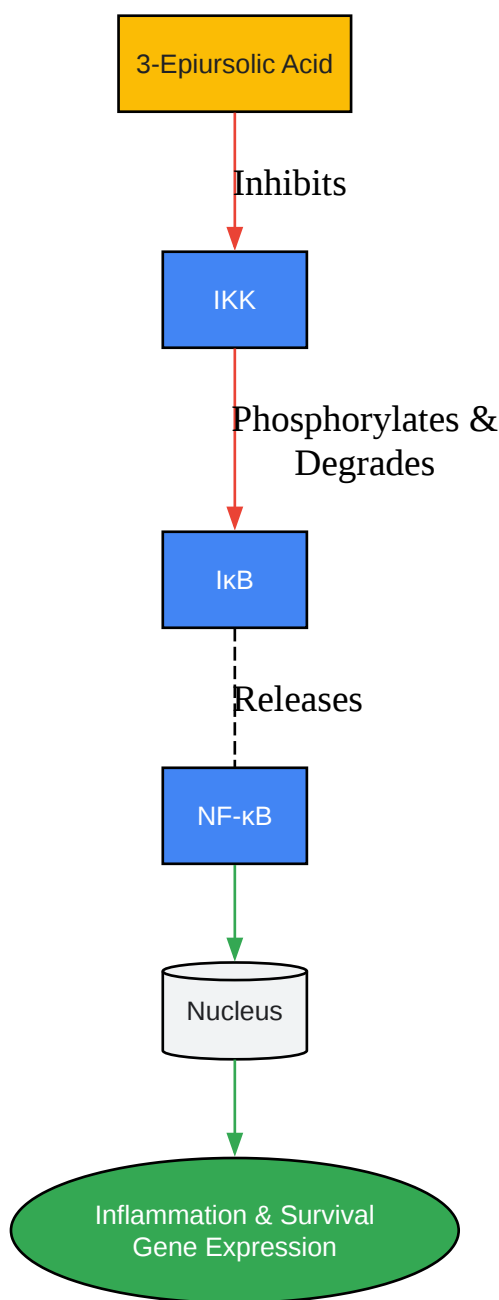 3-Epiursolic Acid
Inhibits
IKK
Phosphorylates &
Degrades
IκB
Releases
NF-κB
Nucleus
Inflammation & Survival
Gene Expression